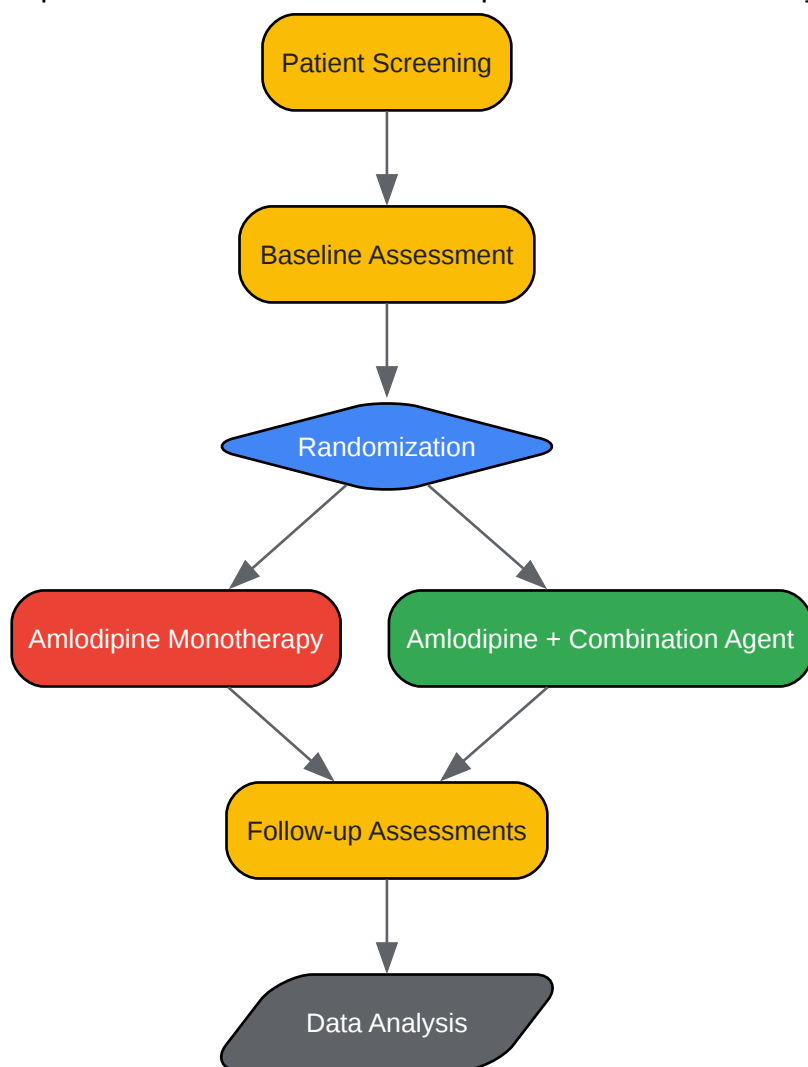 Patient Screening
Baseline Assessment
Randomization
Amlodipine Monotherapy
Amlodipine + Combination Agent
Follow-up Assessments
Data Analysis